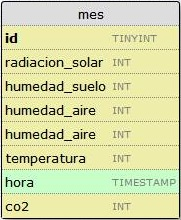 mes
id TINYINT
radiacion_solar INT
humedad_suelo INT
humedad_aire INT
humedad_aire INT
temperatura INT
hora TIMESTAMP
co2 INT